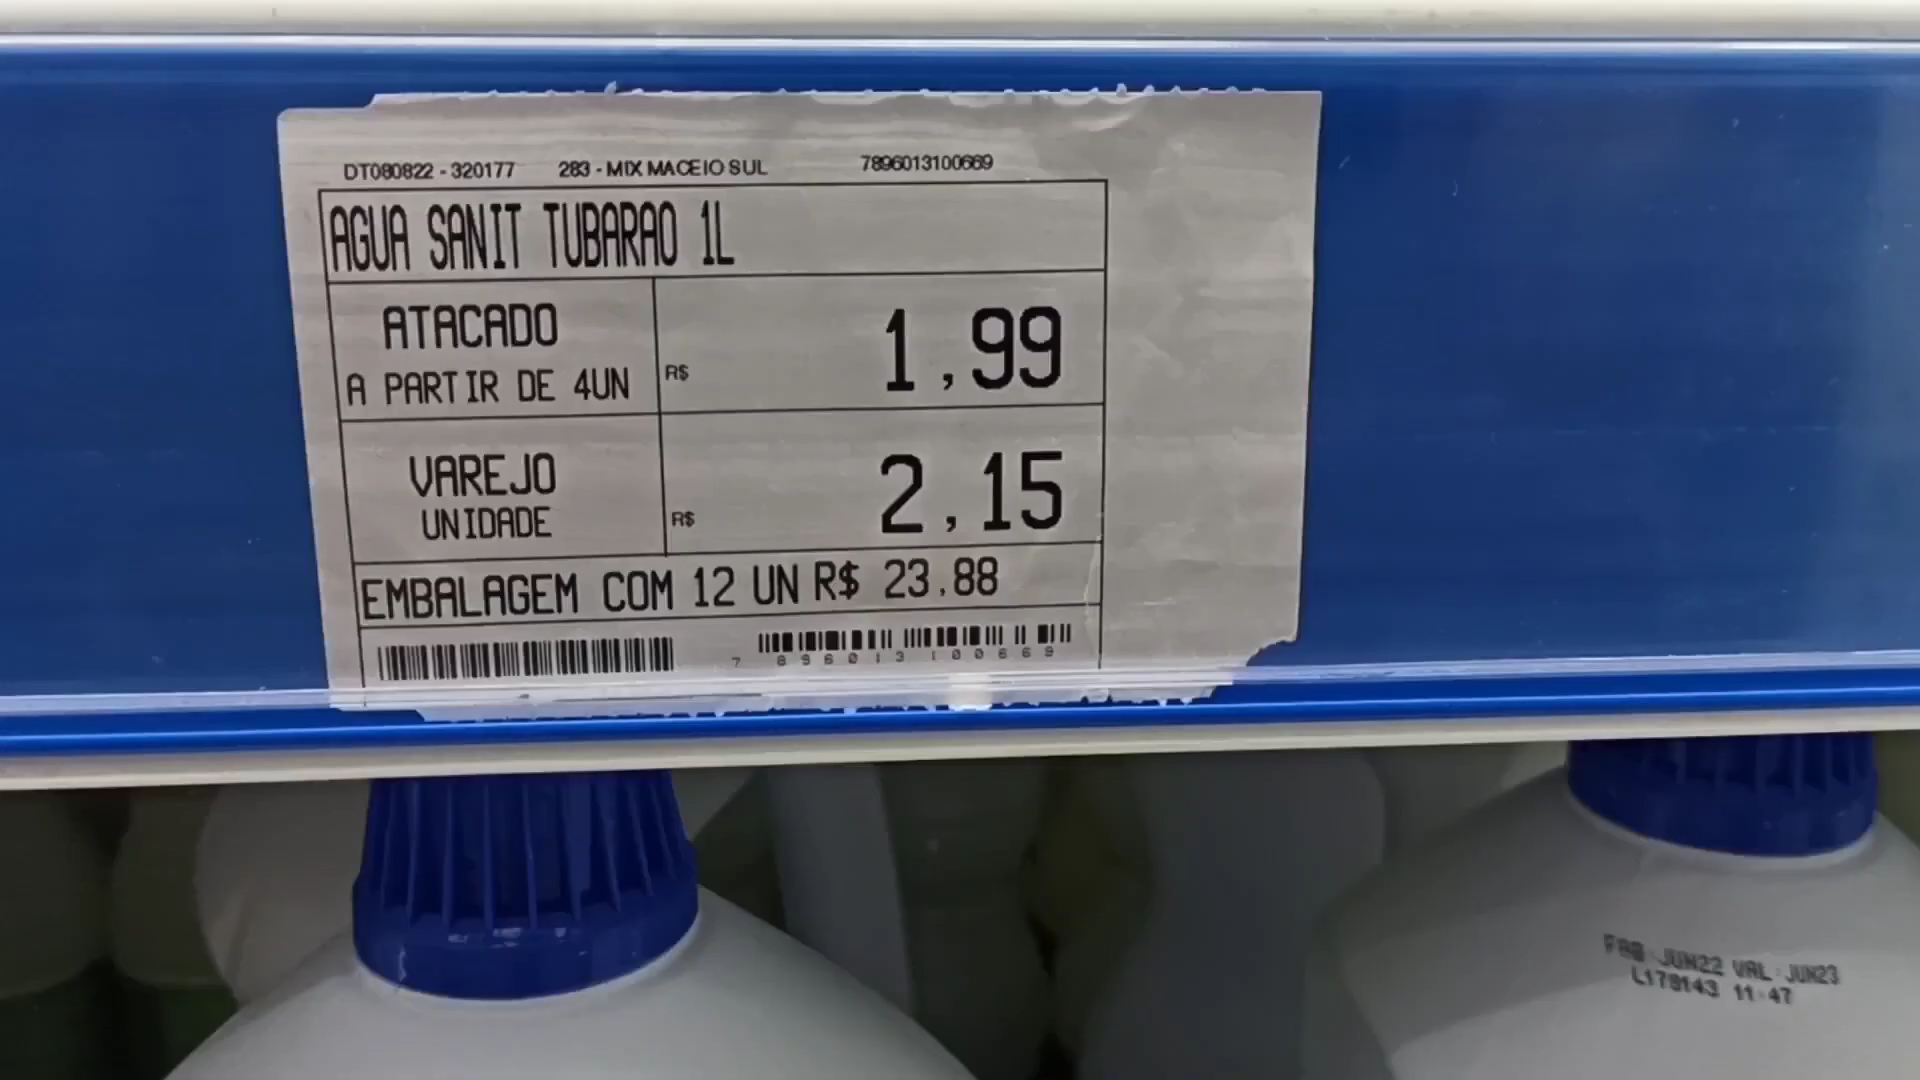 DT080822 - 320177 283 - MIX MACEIO SUL 7896013100669
AGUA SANIT TUBARAO 1L
ATACADO
A PARTIR DE 4UN
R$ 1,99
VAREJO
UNIDADE
R$ 2,15
EMBALAGEM COM 12 UN R$ 23.88
7 896013 100669
FAB JUN22 VAL JUN23
L179143 11:47